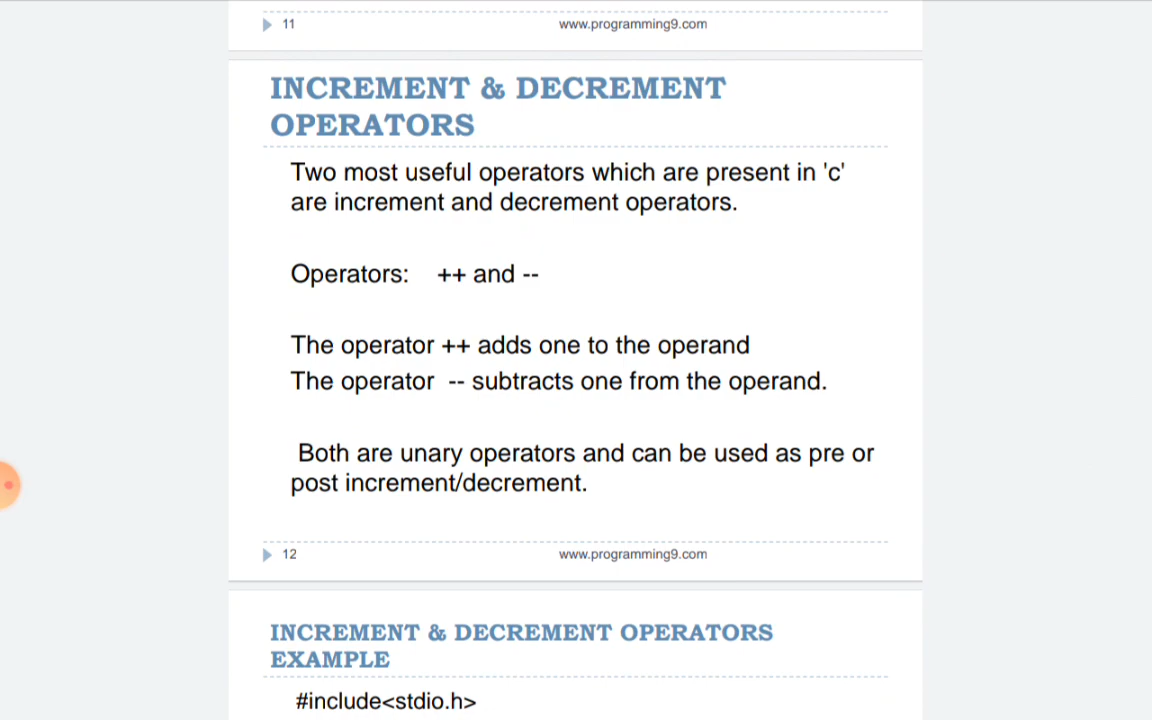 11
www.programming9.com
INCREMENT & DECREMENT
OPERATORS
Two most useful operators which are present in 'c'
are increment and decrement operators.
Operators: ++ and --
The operator ++ adds one to the operand
The operator -- subtracts one from the operand.
Both are unary operators and can be used as pre or
post increment/decrement.
12
www.programming9.com
INCREMENT & DECREMENT OPERATORS
EXAMPLE
#include<stdio.h>